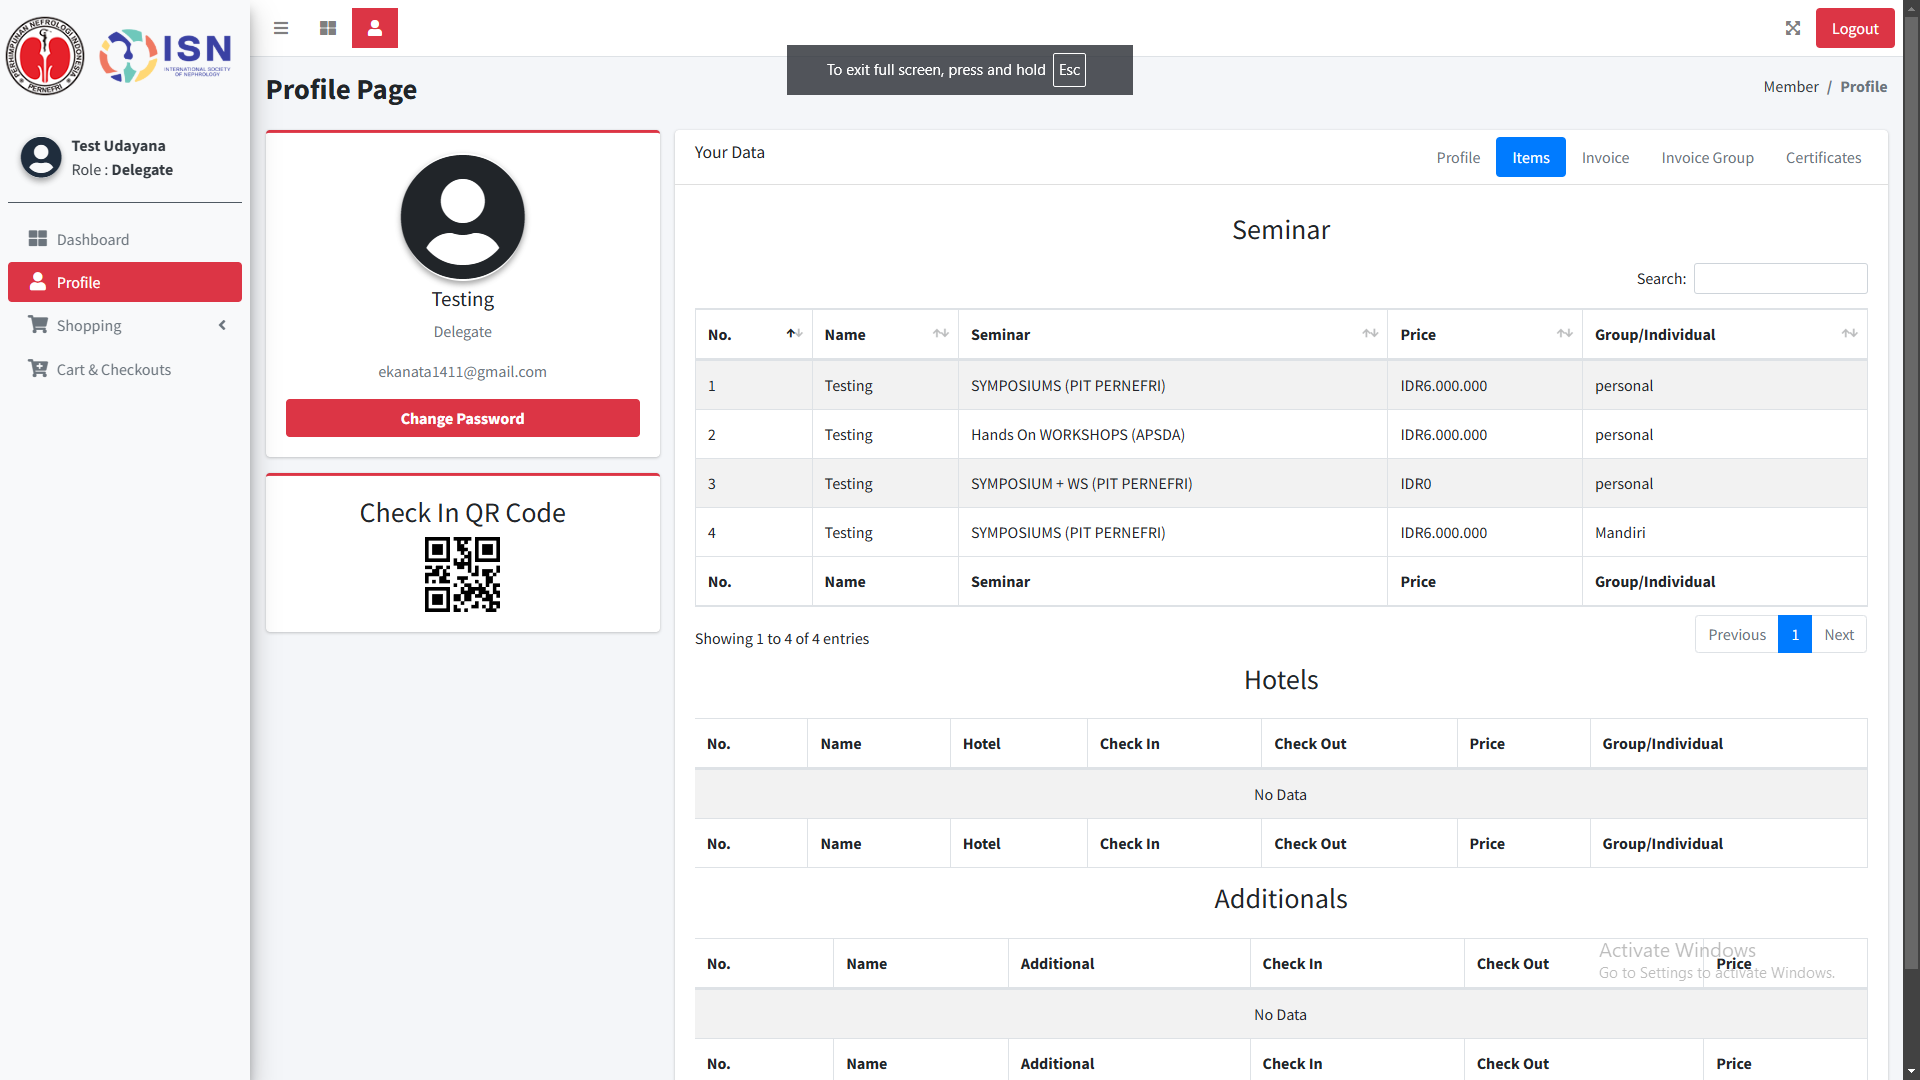 PERHIMPUNAN NEFROLOGI INDONESIA
PERNEFRI
ISN
INTERNATIONAL SOCIETY
OF NEPHROLOGY
Test Udayana
Role : Delegate
Dashboard
Profile
Shopping
Cart & Checkouts
Logout
To exit full screen, press and hold Esc
Profile Page
Member / Profile
Testing
Delegate
ekanata1411@gmail.com
Change Password
Check In QR Code
Your Data
Profile Items Invoice Invoice Group Certificates
Seminar
Search:
No. Name Seminar Price Group/Individual
1 Testing SYMPOSIUMS (PIT PERNEFRI) IDR6.000.000 personal
2 Testing Hands On WORKSHOPS (APSDA) IDR6.000.000 personal
3 Testing SYMPOSIUM + WS (PIT PERNEFRI) IDR0 personal
4 Testing SYMPOSIUMS (PIT PERNEFRI) IDR6.000.000 Mandiri
No. Name Seminar Price Group/Individual
Showing 1 to 4 of 4 entries
Previous 1 Next
Hotels
No. Name Hotel Check In Check Out Price Group/Individual
No Data
No. Name Hotel Check In Check Out Price Group/Individual
Additionals
No. Name Additional Check In Check Out Price
No Data
No. Name Additional Check In Check Out Price
Activate Windows
Go to Settings to activate Windows.